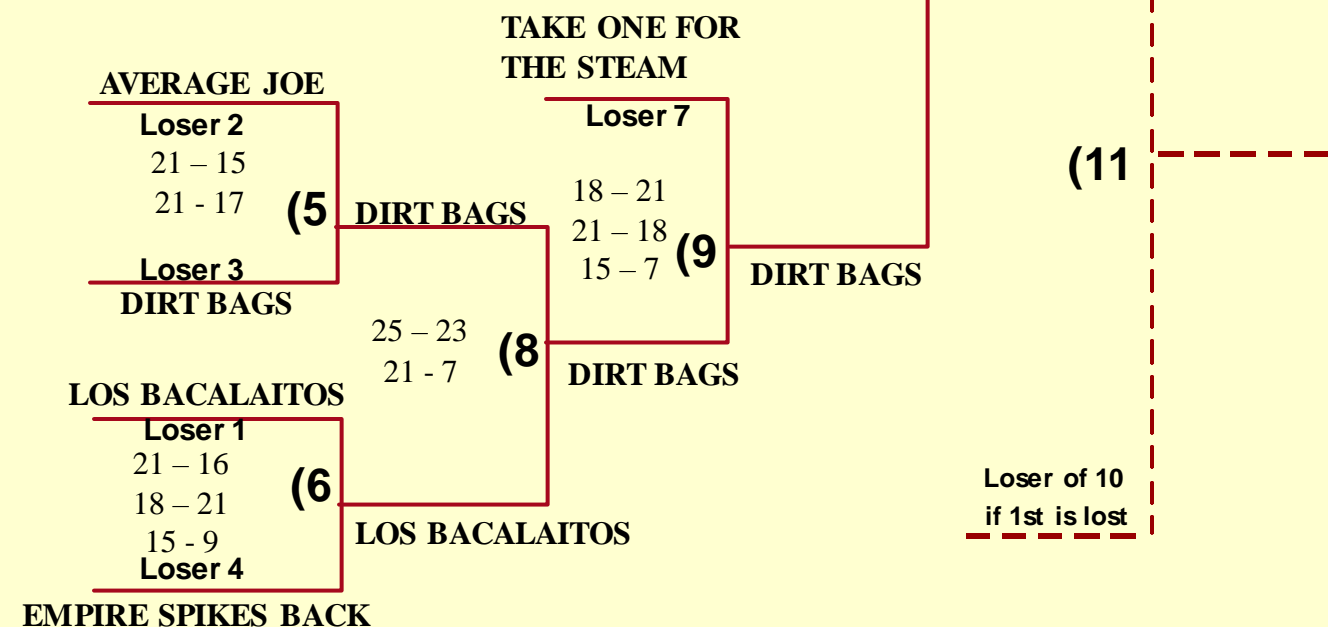 TAKE ONE FOR
THE STEAM
AVERAGE JOE
Loser 2
21 – 15
21 - 17
(5
Loser 3
DIRT BAGS
DIRT BAGS
Loser 7
18 – 21
21 – 18
15 – 7
(9
DIRT BAGS
(11
25 – 23
21 - 7
(8
DIRT BAGS
LOS BACALAITOS
Loser 1
21 – 16
18 – 21
15 - 9
(6
Loser 4
EMPIRE SPIKES BACK
LOS BACALAITOS
Loser of 10
if 1st is lost